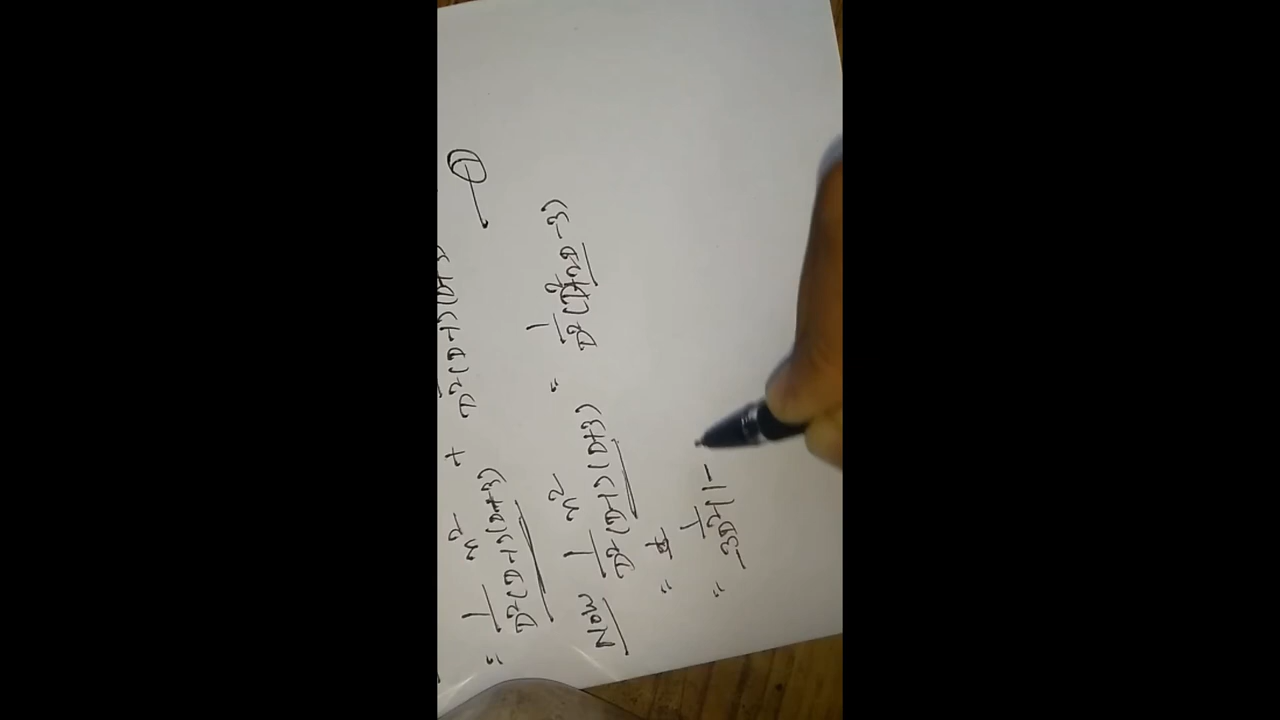 = 1/D²(D-1)(D+3) x² + 1/D²(D-1)(D+3) —①
Now 1/D²(D-1)(D+3) x² = 1/D²(D²+2D-3)
=
= 1/-3D²(1-